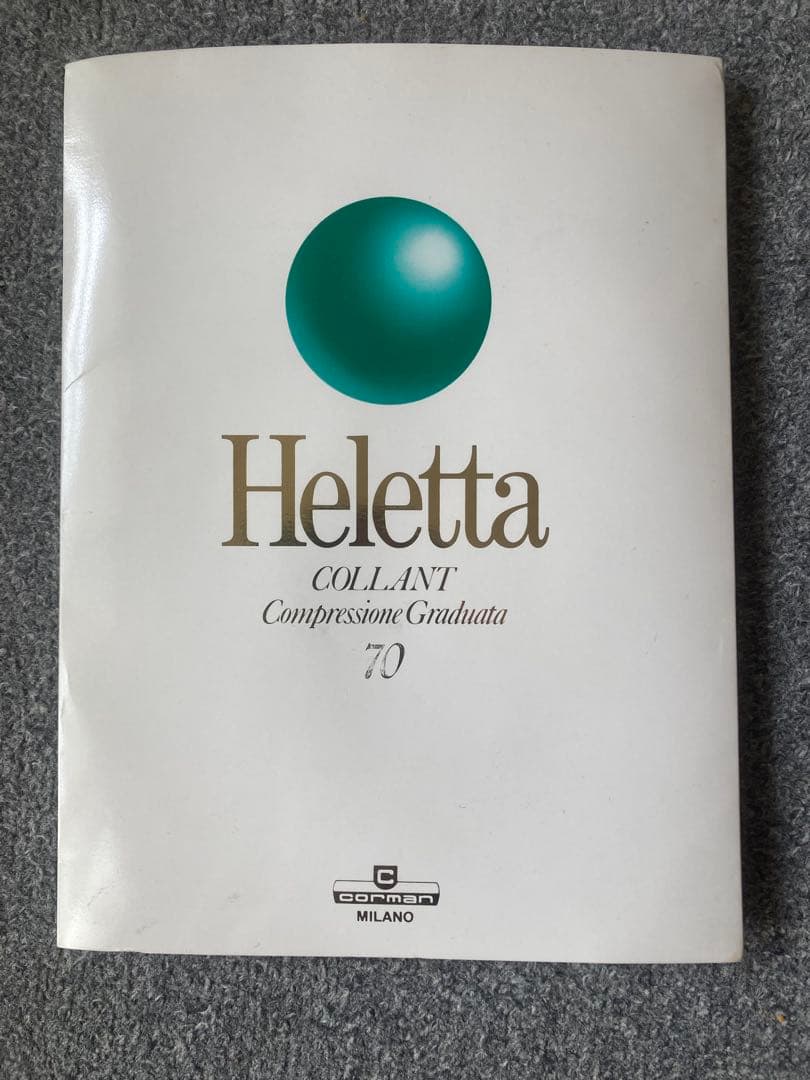 Heletta
COLLANT
Compressione Graduata
70
C
corman
MILANO